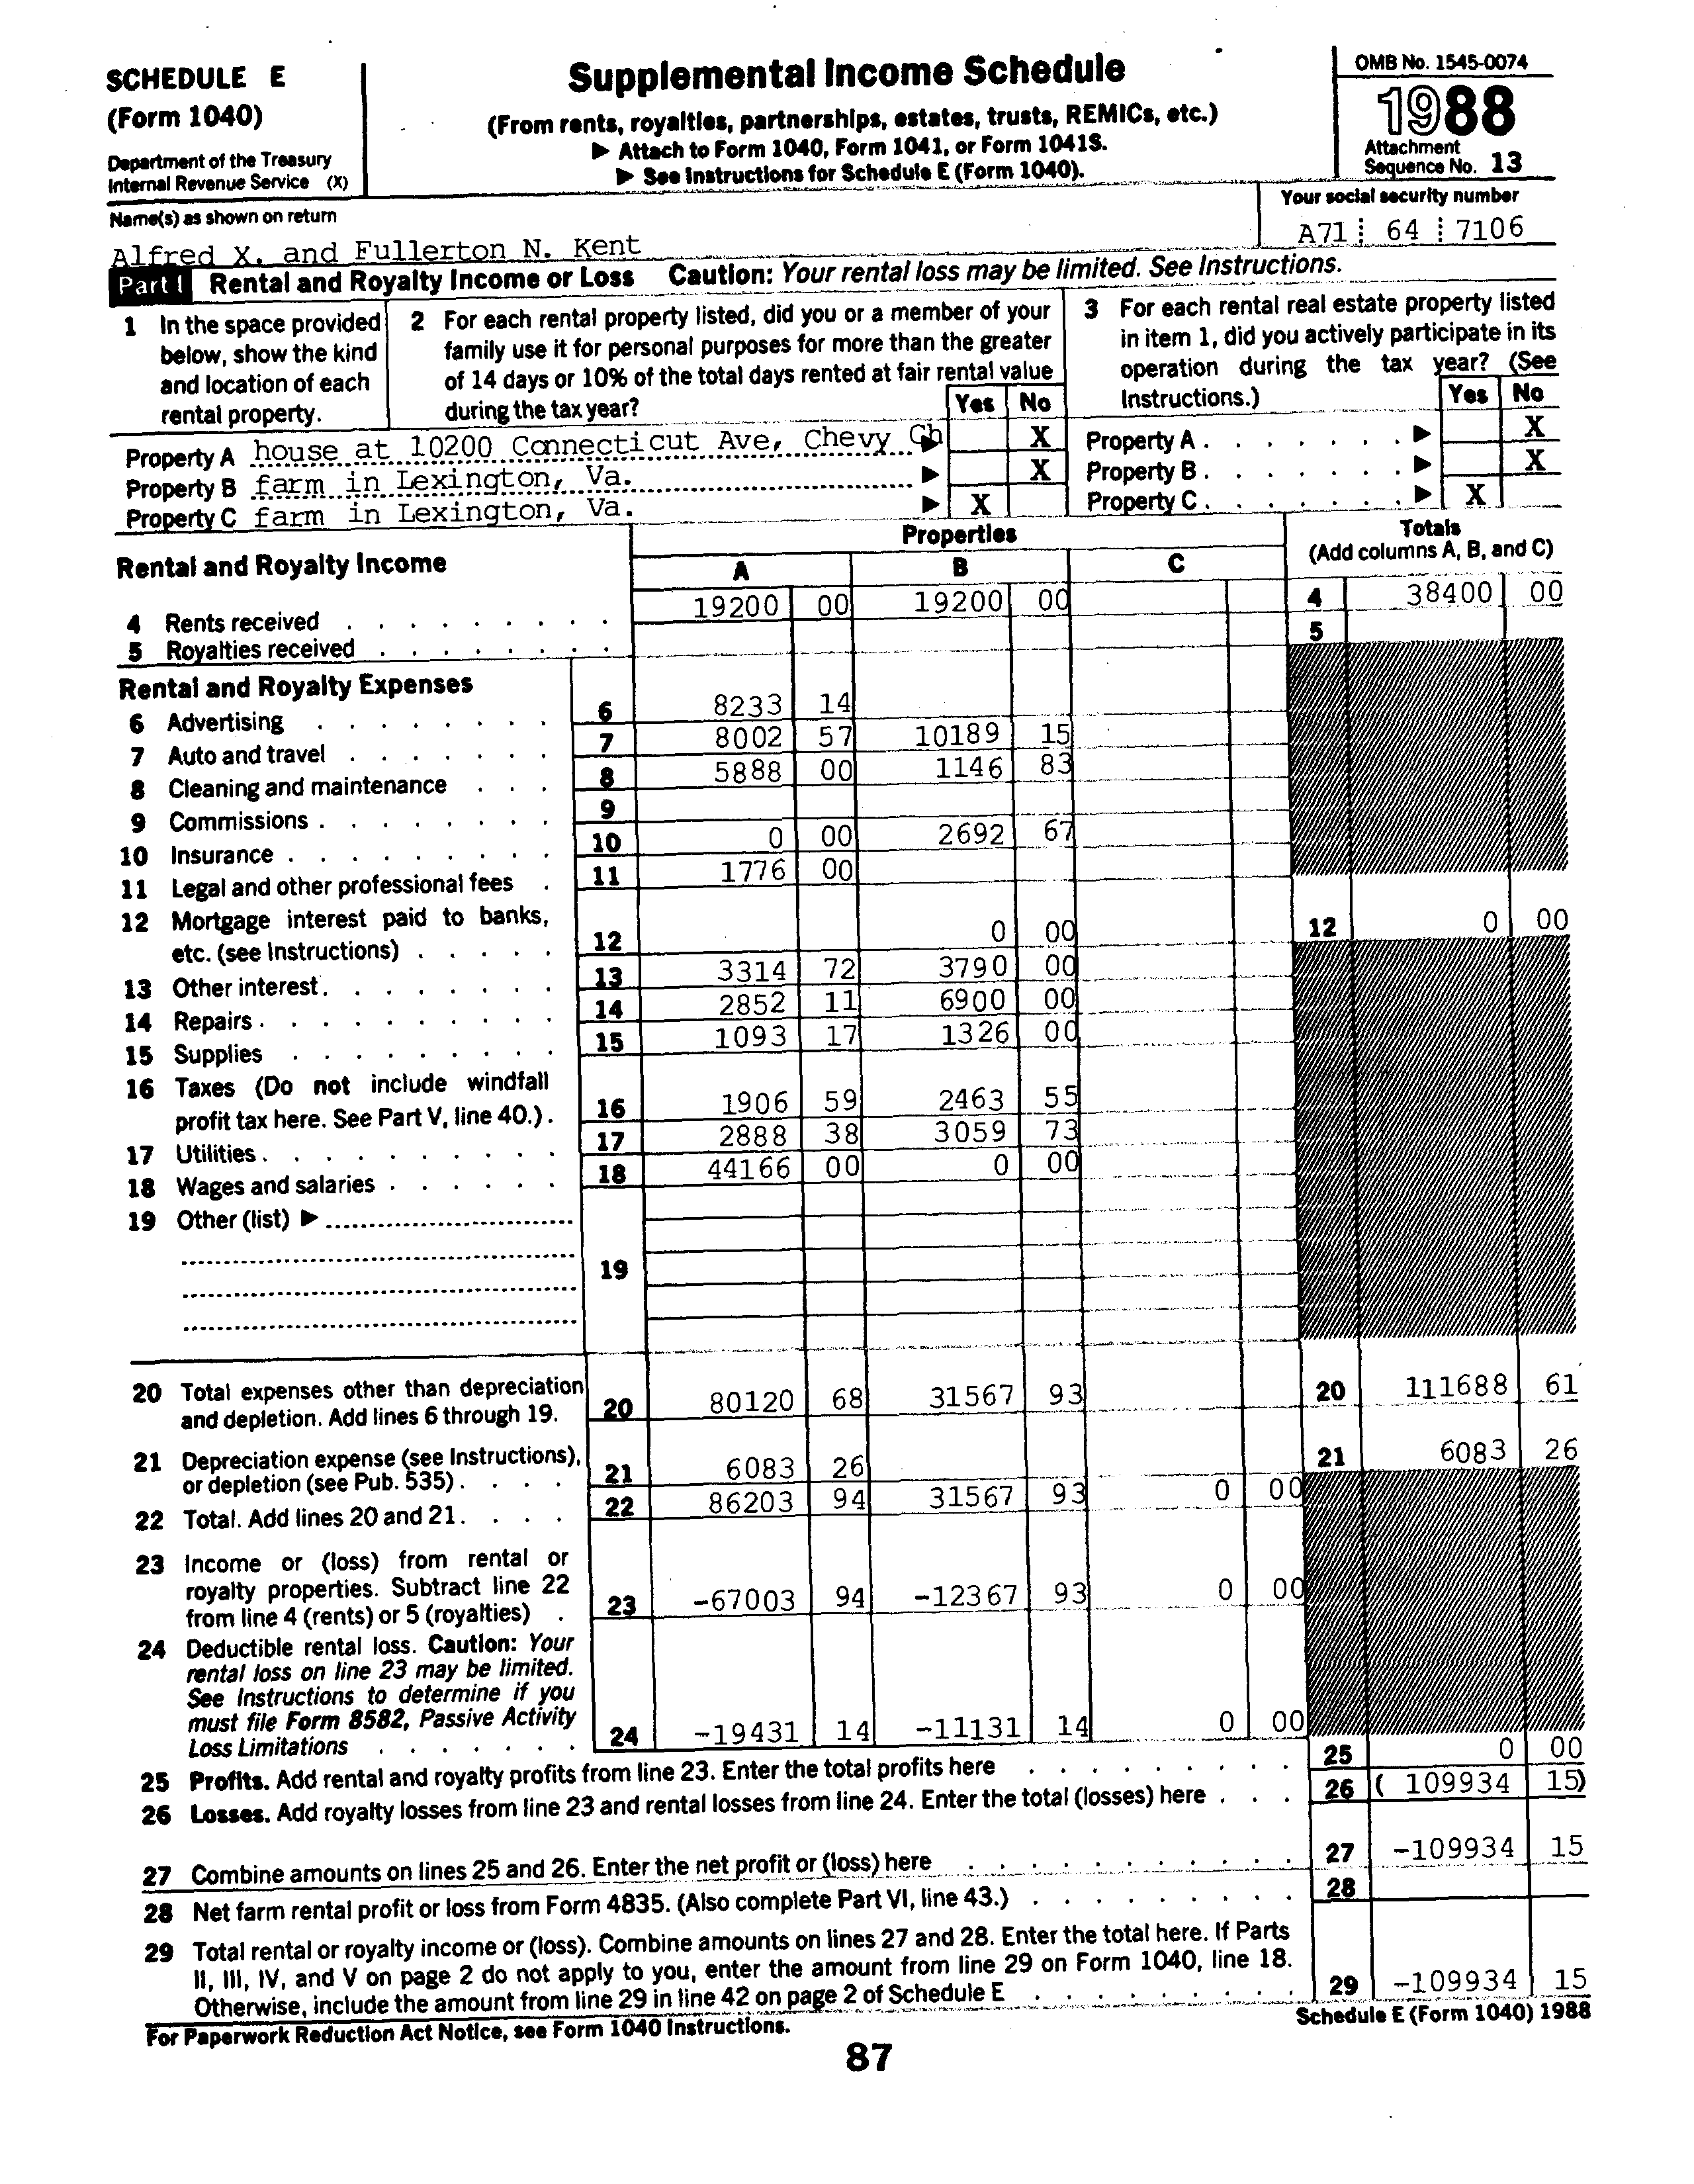 SCHEDULE E
(Form 1040)
Department of the Treasury
Internal Revenue Service (X)
Supplemental Income Schedule
(From rents, royalties, partnerships, estates, trusts, REMICs, etc.)
▶ Attach to Form 1040, Form 1041, or Form 1041S.
▶ See Instructions for Schedule E (Form 1040).
OMB No. 1545-0074
1988
Attachment
Sequence No. 13
Name(s) as shown on return
Alfred X. and Fullerton N. Kent
Your social security number
A71 64 7106
Part I Rental and Royalty Income or Loss Caution: Your rental loss may be limited. See Instructions.
1 In the space provided
below, show the kind
and location of each
rental property.
2 For each rental property listed, did you or a member of your
family use it for personal purposes for more than the greater
of 14 days or 10% of the total days rented at fair rental value
during the tax year? Yes No
3 For each rental real estate property listed
in item 1, did you actively participate in its
operation during the tax year? (See
Instructions.) Yes No
Property A house at 10200 Connecticut Ave, Chevy Ch ▶ X Property A . . . . . . . ▶ X
Property B farm in Lexington, Va. ▶ X Property B . . . . . . . ▶ X
Property C farm in Lexington, Va. ▶ X Property C . . . . . . . ▶ X
Rental and Royalty Income
Properties
A B C
Totals
(Add columns A, B, and C)
4 Rents received . . . . . . . . . 19200 00 19200 00 4 38400 00
5 Royalties received . . . . . . . . 5
Rental and Royalty Expenses
6 Advertising . . . . . . . . 6 8233 14
7 Auto and travel . . . . . . . 7 8002 57 10189 15
8 Cleaning and maintenance . . . 8 5888 00 1146 83
9 Commissions . . . . . . . . 9
10 Insurance . . . . . . . . . 10 0 00 2692 67
11 Legal and other professional fees . 11 1776 00
12 Mortgage interest paid to banks,
etc. (see Instructions) . . . . . 12 0 00 12 0 00
13 Other interest . . . . . . . . 13 3314 72 3790 00
14 Repairs . . . . . . . . . . 14 2852 11 6900 00
15 Supplies . . . . . . . . . 15 1093 17 1326 00
16 Taxes (Do not include windfall
profit tax here. See Part V, line 40.) . 16 1906 59 2463 55
17 Utilities . . . . . . . . . . 17 2888 38 3059 73
18 Wages and salaries . . . . . . 18 44166 00 0 00
19 Other (list) ▶
19
20 Total expenses other than depreciation
and depletion. Add lines 6 through 19. 20 80120 68 31567 93 20 111688 61
21 Depreciation expense (see Instructions),
or depletion (see Pub. 535) . . . . 21 6083 26 21 6083 26
22 Total. Add lines 20 and 21 . . . . 22 86203 94 31567 93 0 00
23 Income or (loss) from rental or
royalty properties. Subtract line 22
from line 4 (rents) or 5 (royalties) . 23 -67003 94 -12367 93 0 00
24 Deductible rental loss. Caution: Your
rental loss on line 23 may be limited.
See Instructions to determine if you
must file Form 8582, Passive Activity
Loss Limitations . . . . . . . 24 -19431 14 -11131 14 0 00
25 Profits. Add rental and royalty profits from line 23. Enter the total profits here . . . . . . . . . 25 0 00
26 Losses. Add royalty losses from line 23 and rental losses from line 24. Enter the total (losses) here . . . 26 ( 109934 15)
27 Combine amounts on lines 25 and 26. Enter the net profit or (loss) here . . . . . . . . . . . 27 -109934 15
28 Net farm rental profit or loss from Form 4835. (Also complete Part VI, line 43.) . . . . . . . . . 28
29 Total rental or royalty income or (loss). Combine amounts on lines 27 and 28. Enter the total here. If Parts
II, III, IV, and V on page 2 do not apply to you, enter the amount from line 29 on Form 1040, line 18.
Otherwise, include the amount from line 29 in line 42 on page 2 of Schedule E . . . . . . . . . 29 -109934 15
For Paperwork Reduction Act Notice, see Form 1040 Instructions. Schedule E (Form 1040) 1988
87